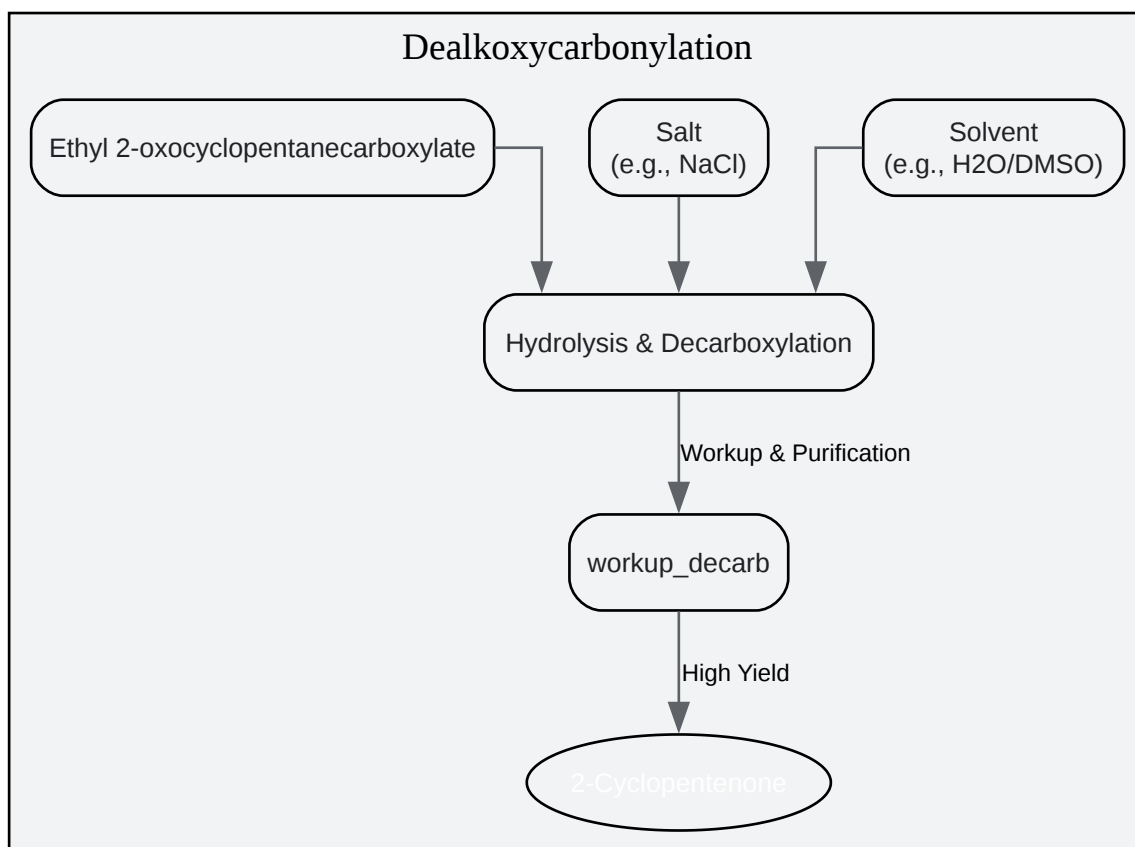 Dealkoxycarbonylation
Ethyl 2-oxocyclopentanecarboxylate
Salt
(e.g., NaCl)
Solvent
(e.g., H2O/DMSO)
Hydrolysis & Decarboxylation
Workup & Purification
workup_decarb
High Yield
2-Cyclopentenone